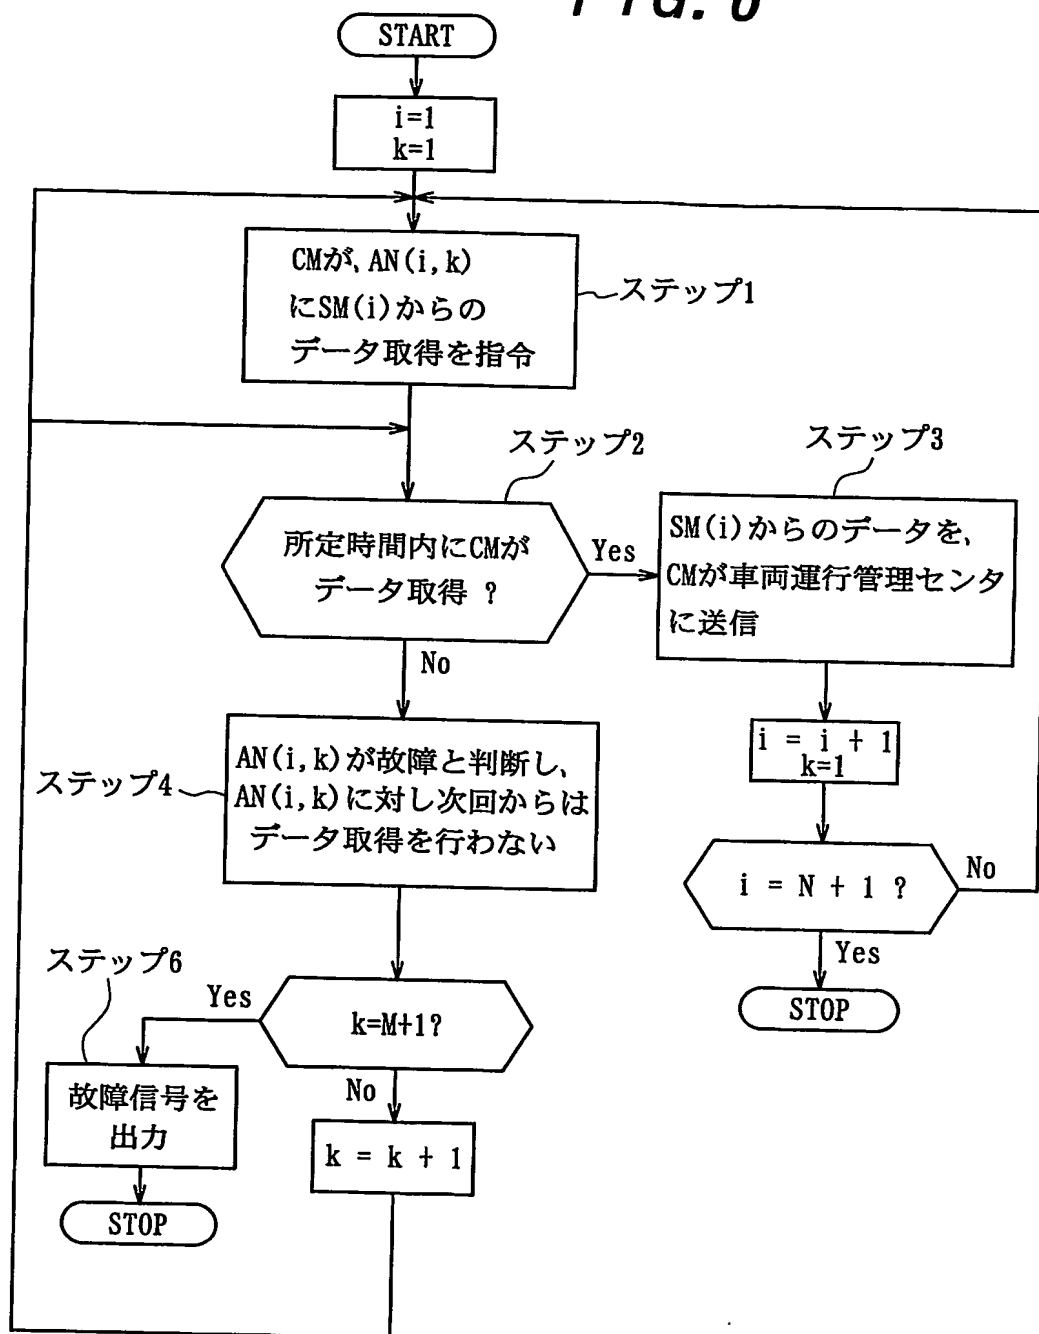 FIG. 6
START
i=1
k=1
CMが、AN(i,k)
にSM(i)からの
データ取得を指令
ステップ1
ステップ2
ステップ3
所定時間内にCMが
データ取得 ?
Yes
SM(i)からのデータを、
CMが車両運行管理センタ
に送信
No
i = i + 1
k=1
ステップ4
AN(i,k)が故障と判断し、
AN(i,k)に対し次回からは
データ取得を行わない
i = N + 1 ?
No
Yes
STOP
ステップ6
Yes
k=M+1?
No
故障信号を
出力
k = k + 1
STOP